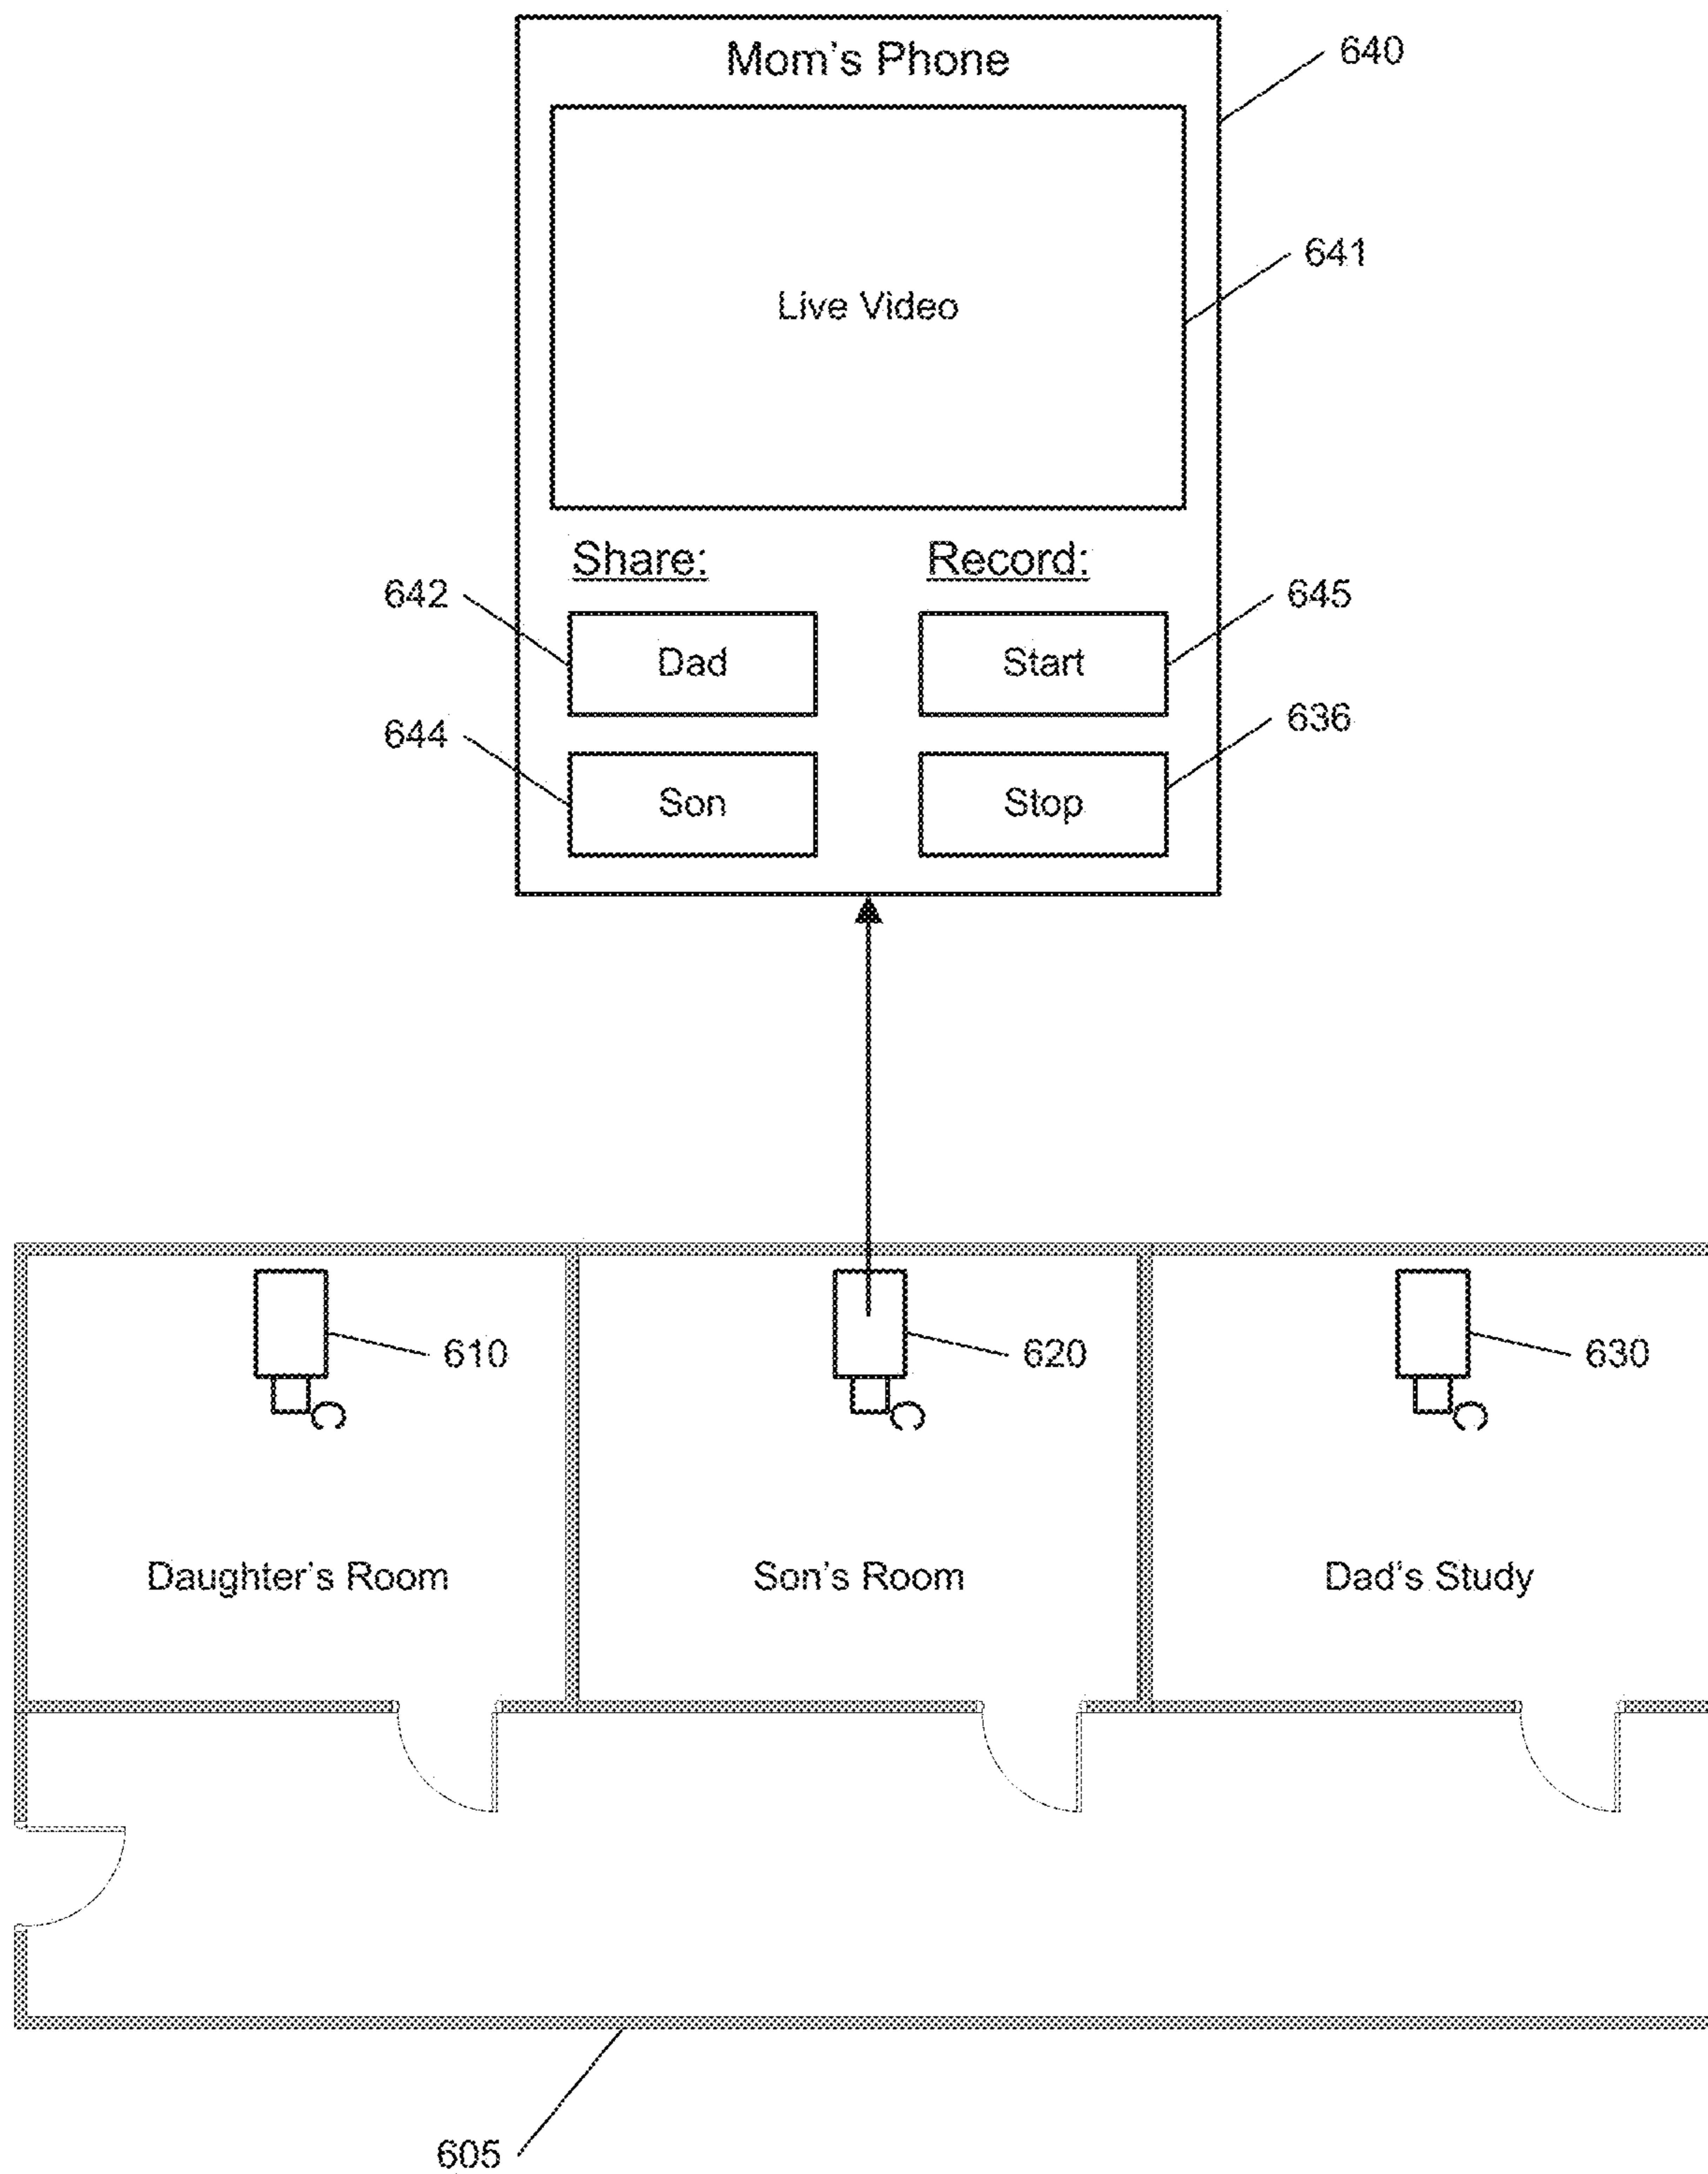 Mom's Phone
640
641
Live Video
Share:
Record:
642
645
Dad
Start
644
636
Son
Stop
610
620
630
Daughter's Room
Son's Room
Dad's Study
605